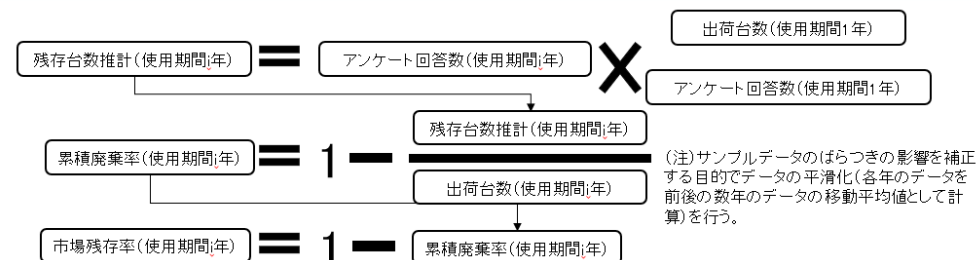 出荷台数(使用期間1年)
残存台数推計(使用期間i年) = アンケート回答数(使用期間i年) ×
アンケート回答数(使用期間1年)
残存台数推計(使用期間i年)
累積廃棄率(使用期間i年) = 1 −
出荷台数(使用期間i年)
(注)サンプルデータのばらつきの影響を補正
する目的でデータの平滑化(各年のデータを
前後の数年のデータの移動平均値として計
算)を行う。
市場残存率(使用期間i年) = 1 − 累積廃棄率(使用期間i年)